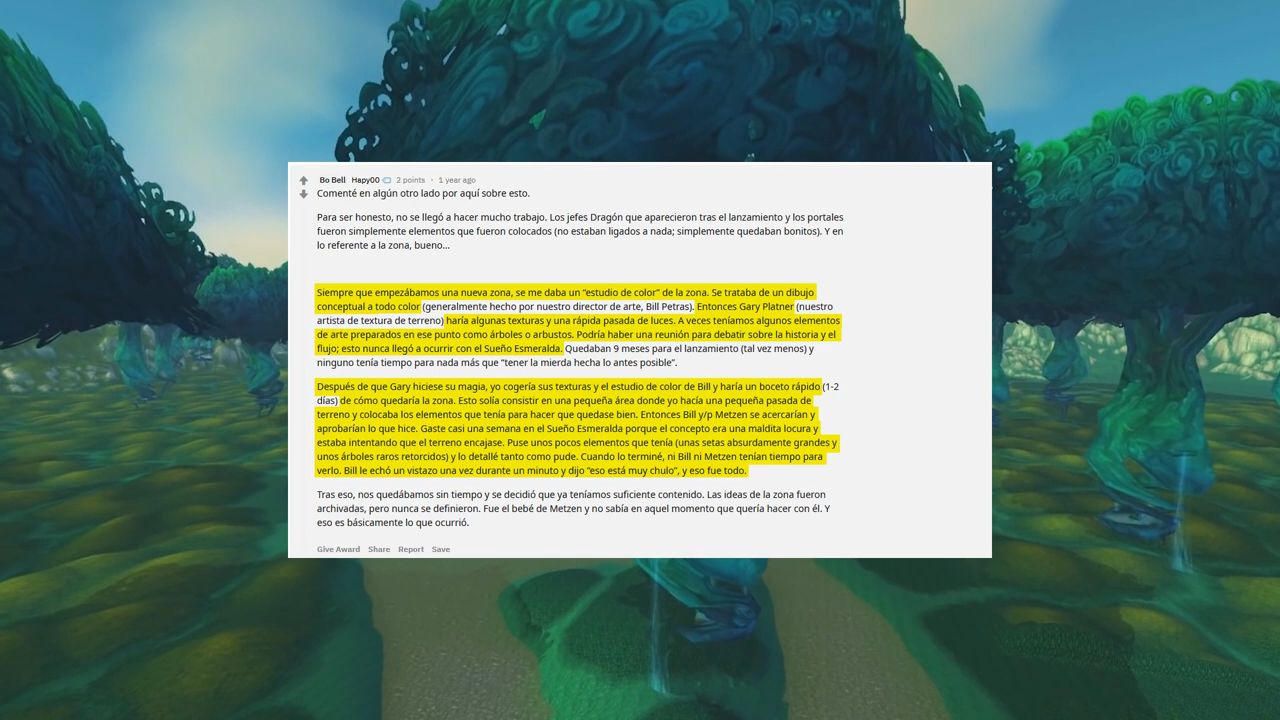 Bo Bell Hapy00 2 points · 1 year ago
Comenté en algún otro lado por aquí sobre esto.
Para ser honesto, no se llegó a hacer mucho trabajo. Los jefes Dragón que aparecieron tras el lanzamiento y los portales
fueron simplemente elementos que fueron colocados (no estaban ligados a nada; simplemente quedaban bonitos). Y en
lo referente a la zona, bueno...
Siempre que empezábamos una nueva zona, se me daba un "estudio de color" de la zona. Se trataba de un dibujo
conceptual a todo color (generalmente hecho por nuestro director de arte, Bill Petras). Entonces Gary Platner (nuestro
artista de textura de terreno) haría algunas texturas y una rápida pasada de luces. A veces teníamos algunos elementos
de arte preparados en ese punto como árboles o arbustos. Podría haber una reunión para debatir sobre la historia y el
flujo; esto nunca llegó a ocurrir con el Sueño Esmeralda. Quedaban 9 meses para el lanzamiento (tal vez menos) y
ninguno tenía tiempo para nada más que "tener la mierda hecha lo antes posible".
Después de que Gary hiciese su magia, yo cogería sus texturas y el estudio de color de Bill y haría un boceto rápido (1-2
días) de cómo quedaría la zona. Esto solía consistir en una pequeña área donde yo hacía una pequeña pasada de
terreno y colocaba los elementos que tenía para hacer que quedase bien. Entonces Bill y/p Metzen se acercarían y
aprobarían lo que hice. Gaste casi una semana en el Sueño Esmeralda porque el concepto era una maldita locura y
estaba intentando que el terreno encajase. Puse unos pocos elementos que tenía (unas setas absurdamente grandes y
unos árboles raros retorcidos) y lo detallé tanto como pude. Cuando lo terminé, ni Bill ni Metzen tenían tiempo para
verlo. Bill le echó un vistazo una vez durante un minuto y dijo "eso está muy chulo", y eso fue todo.
Tras eso, nos quedábamos sin tiempo y se decidió que ya teníamos suficiente contenido. Las ideas de la zona fueron
archivadas, pero nunca se definieron. Fue el bebé de Metzen y no sabía en aquel momento que quería hacer con él. Y
eso es básicamente lo que ocurrió.
Give Award Share Report Save